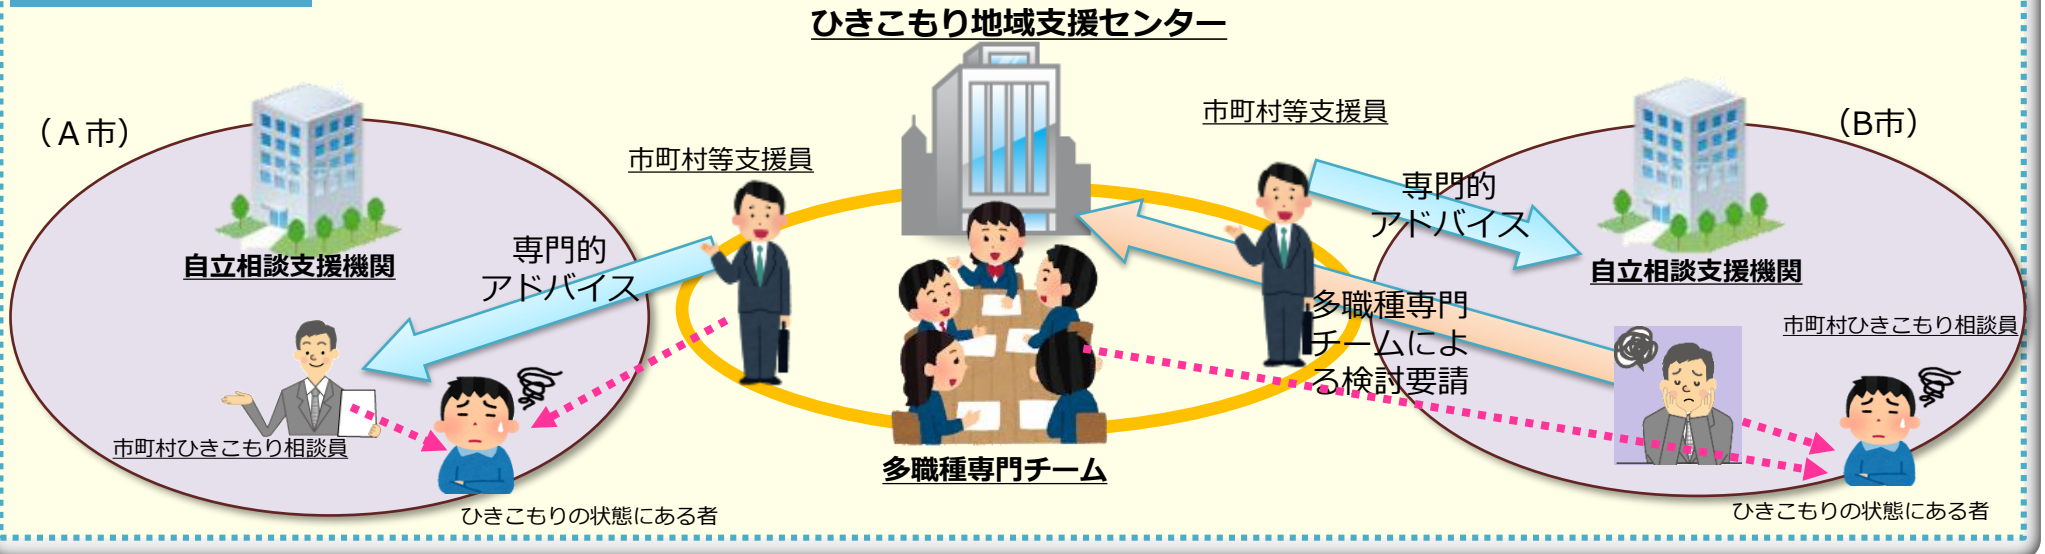 ひきこもり地域支援センター
（A市）
市町村等支援員
市町村等支援員
（B市）
専門的
アドバイス
自立相談支援機関
専門的
アドバイス
自立相談支援機関
多職種専門
チームによ
る検討要請
市町村ひきこもり相談員
市町村ひきこもり相談員
多職種専門チーム
ひきこもりの状態にある者
ひきこもりの状態にある者